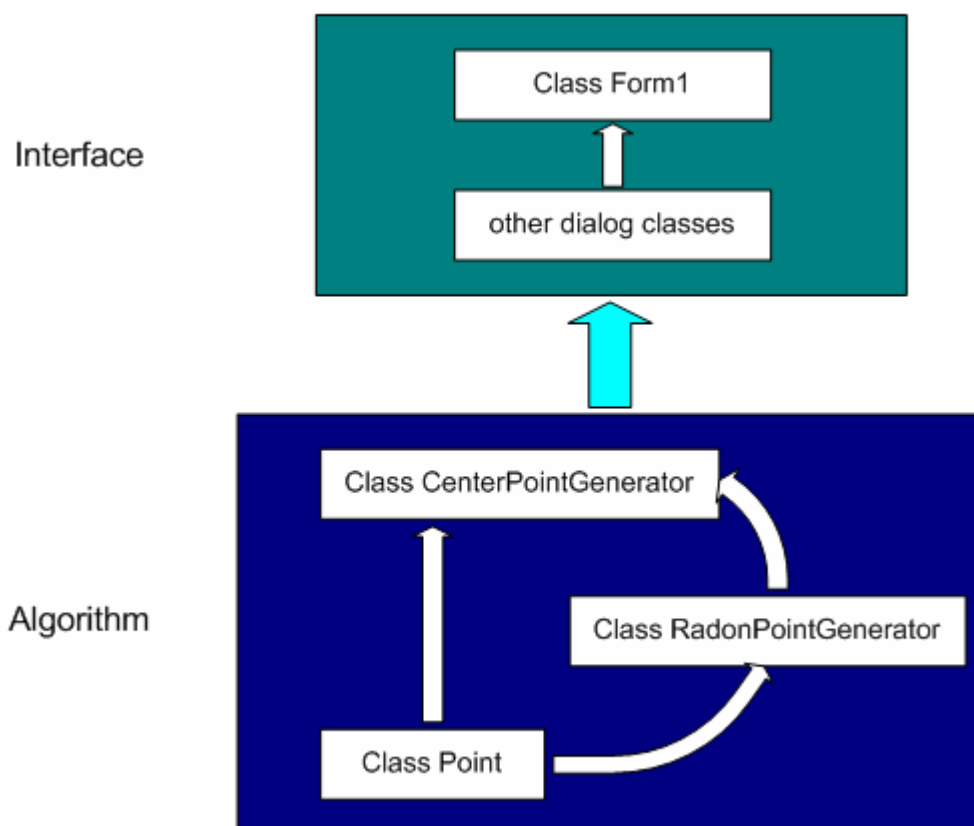 Class Form1
Interface
other dialog classes
Class CenterPointGenerator
Algorithm
Class RadonPointGenerator
Class Point